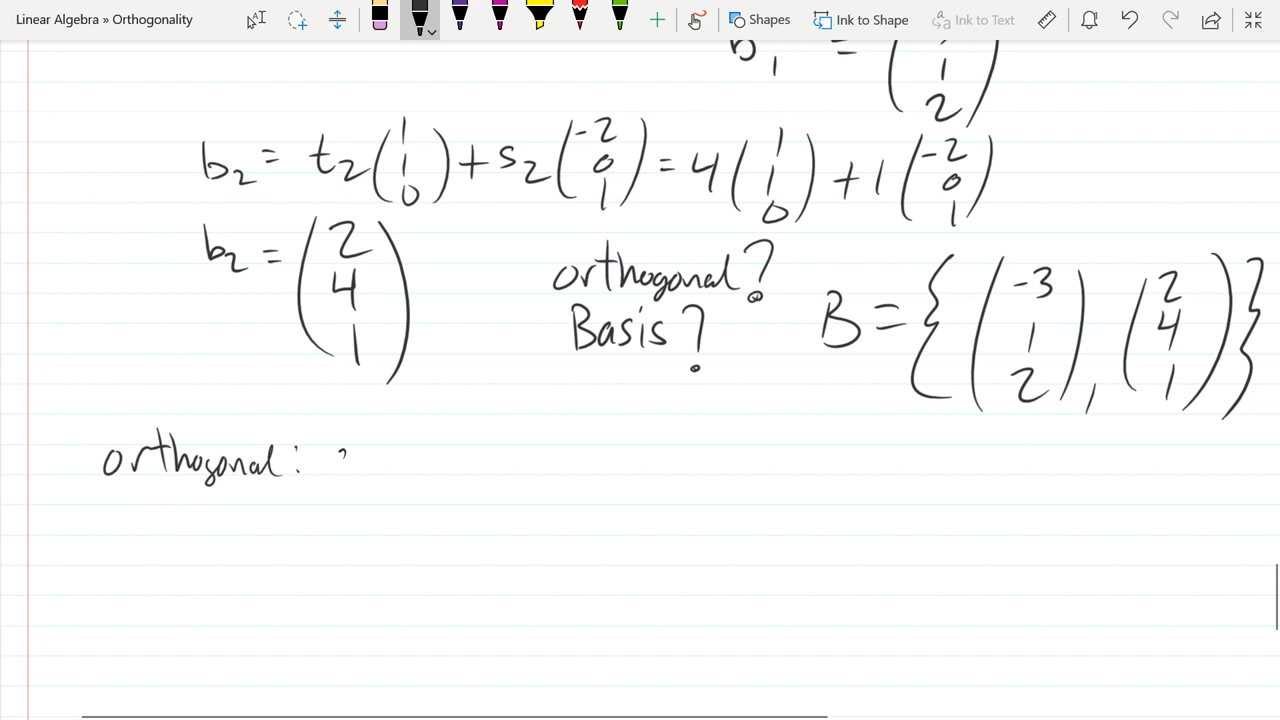 Linear Algebra » Orthogonality
Shapes
Ink to Shape
Ink to Text
b₁ = ( 1 2 )
b₂ = t₂ (1 1 0) + s₂ (-2 0 1) = 4 (1 1 0) + 1 (-2 0 1)
b₂ = (2 4 1)
orthogonal?
Basis?
B = { (-3 1 2), (2 4 1) }
orthogonal: